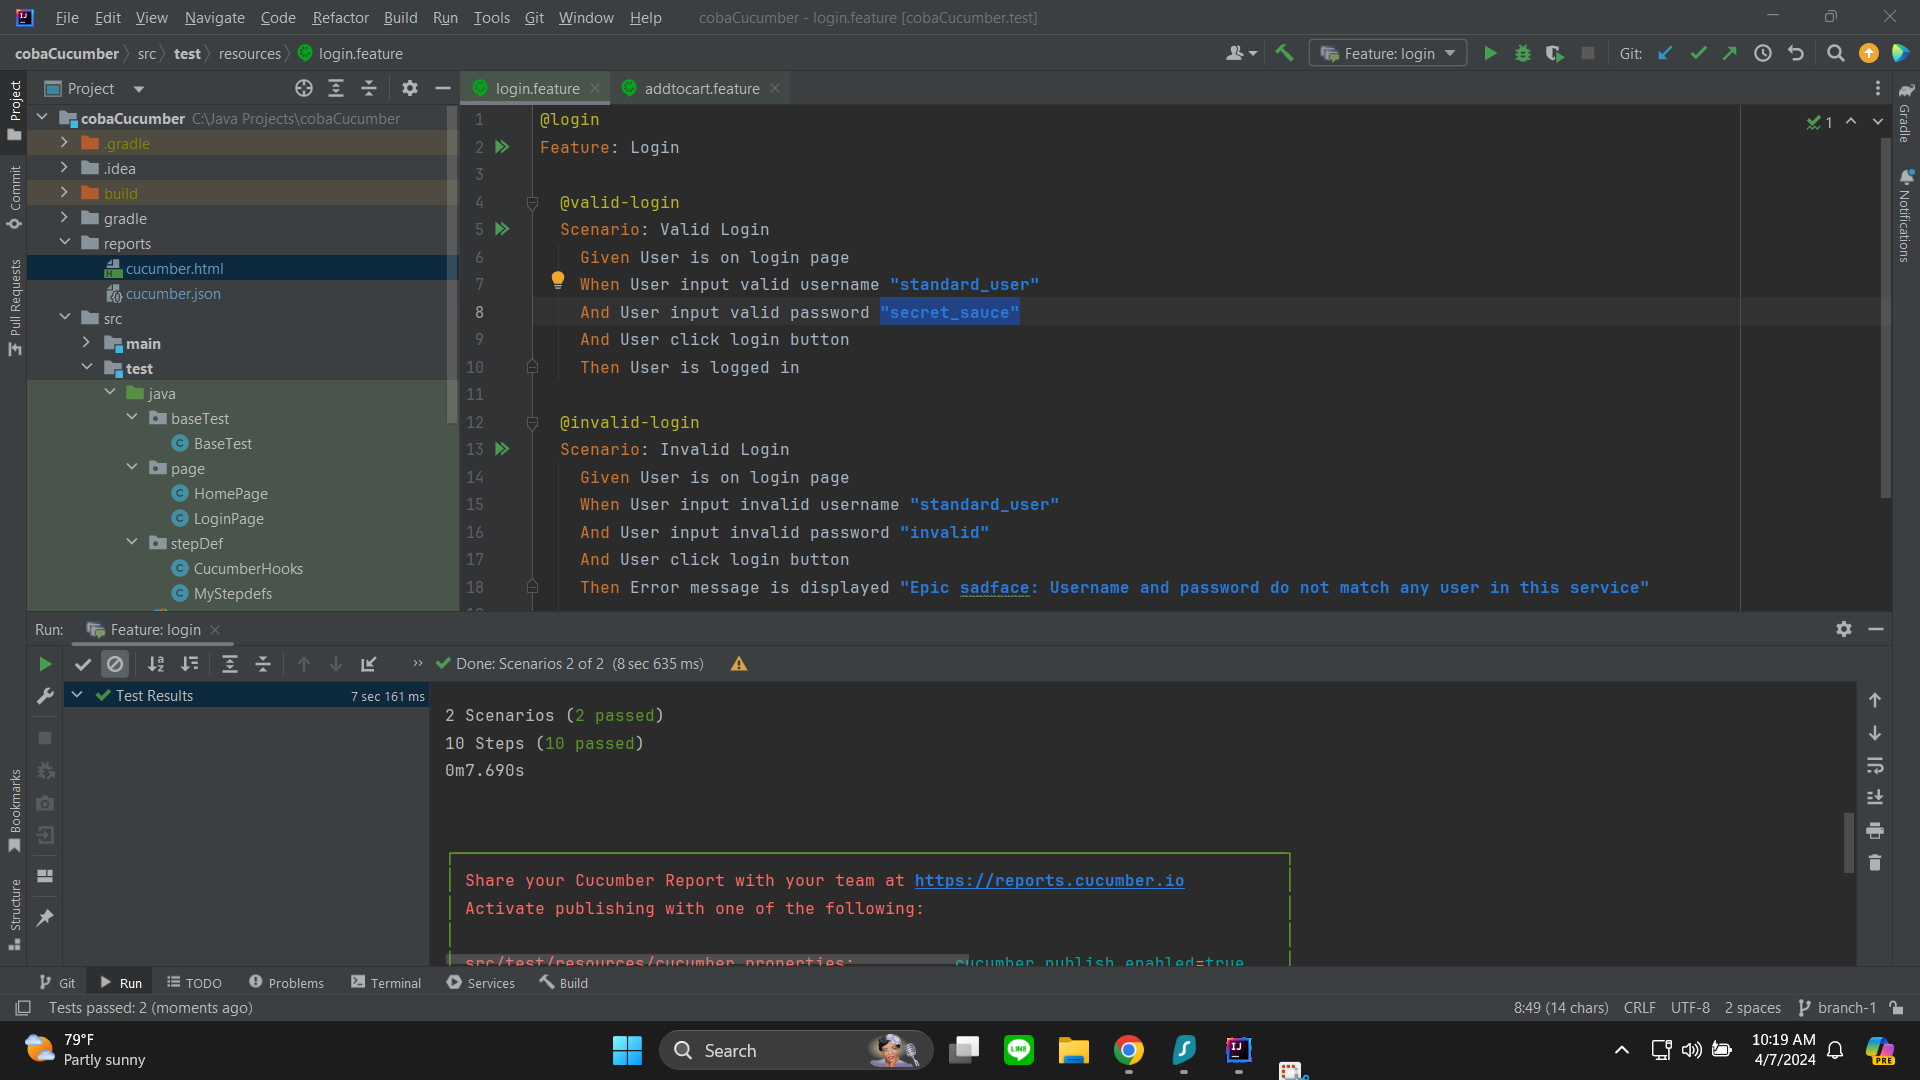 File Edit View Navigate Code Refactor Build Run Tools Git Window Help cobaCucumber - login.feature [cobaCucumber.test]
cobaCucumber src test resources login.feature
Feature: login
Git:
Project
login.feature
addtocart.feature
cobaCucumber C:\Java Projects\cobaCucumber
.gradle
.idea
build
gradle
reports
cucumber.html
cucumber.json
src
main
test
java
baseTest
BaseTest
page
HomePage
LoginPage
stepDef
CucumberHooks
MyStepdefs
Project
Commit
Pull Requests
Bookmarks
Structure
1 @login
2 Feature: Login
3
4 @valid-login
5 Scenario: Valid Login
6 Given User is on login page
7 When User input valid username "standard_user"
8 And User input valid password "secret_sauce"
9 And User click login button
10 Then User is logged in
11
12 @invalid-login
13 Scenario: Invalid Login
14 Given User is on login page
15 When User input invalid username "standard_user"
16 And User input invalid password "invalid"
17 And User click login button
18 Then Error message is displayed "Epic sadface: Username and password do not match any user in this service"
1
Gradle
Notifications
Run: Feature: login
Done: Scenarios 2 of 2 (8 sec 635 ms)
Test Results 7 sec 161 ms
2 Scenarios (2 passed)
10 Steps (10 passed)
0m7.690s
Share your Cucumber Report with your team at https://reports.cucumber.io
Activate publishing with one of the following:
src/test/resources/cucumber.properties: cucumber.publish.enabled=true
Git Run TODO Problems Terminal Services Build
Tests passed: 2 (moments ago)
8:49 (14 chars) CRLF UTF-8 2 spaces branch-1
79°F
Partly sunny
Search
LINE
IJ
10:19 AM
4/7/2024
PRE